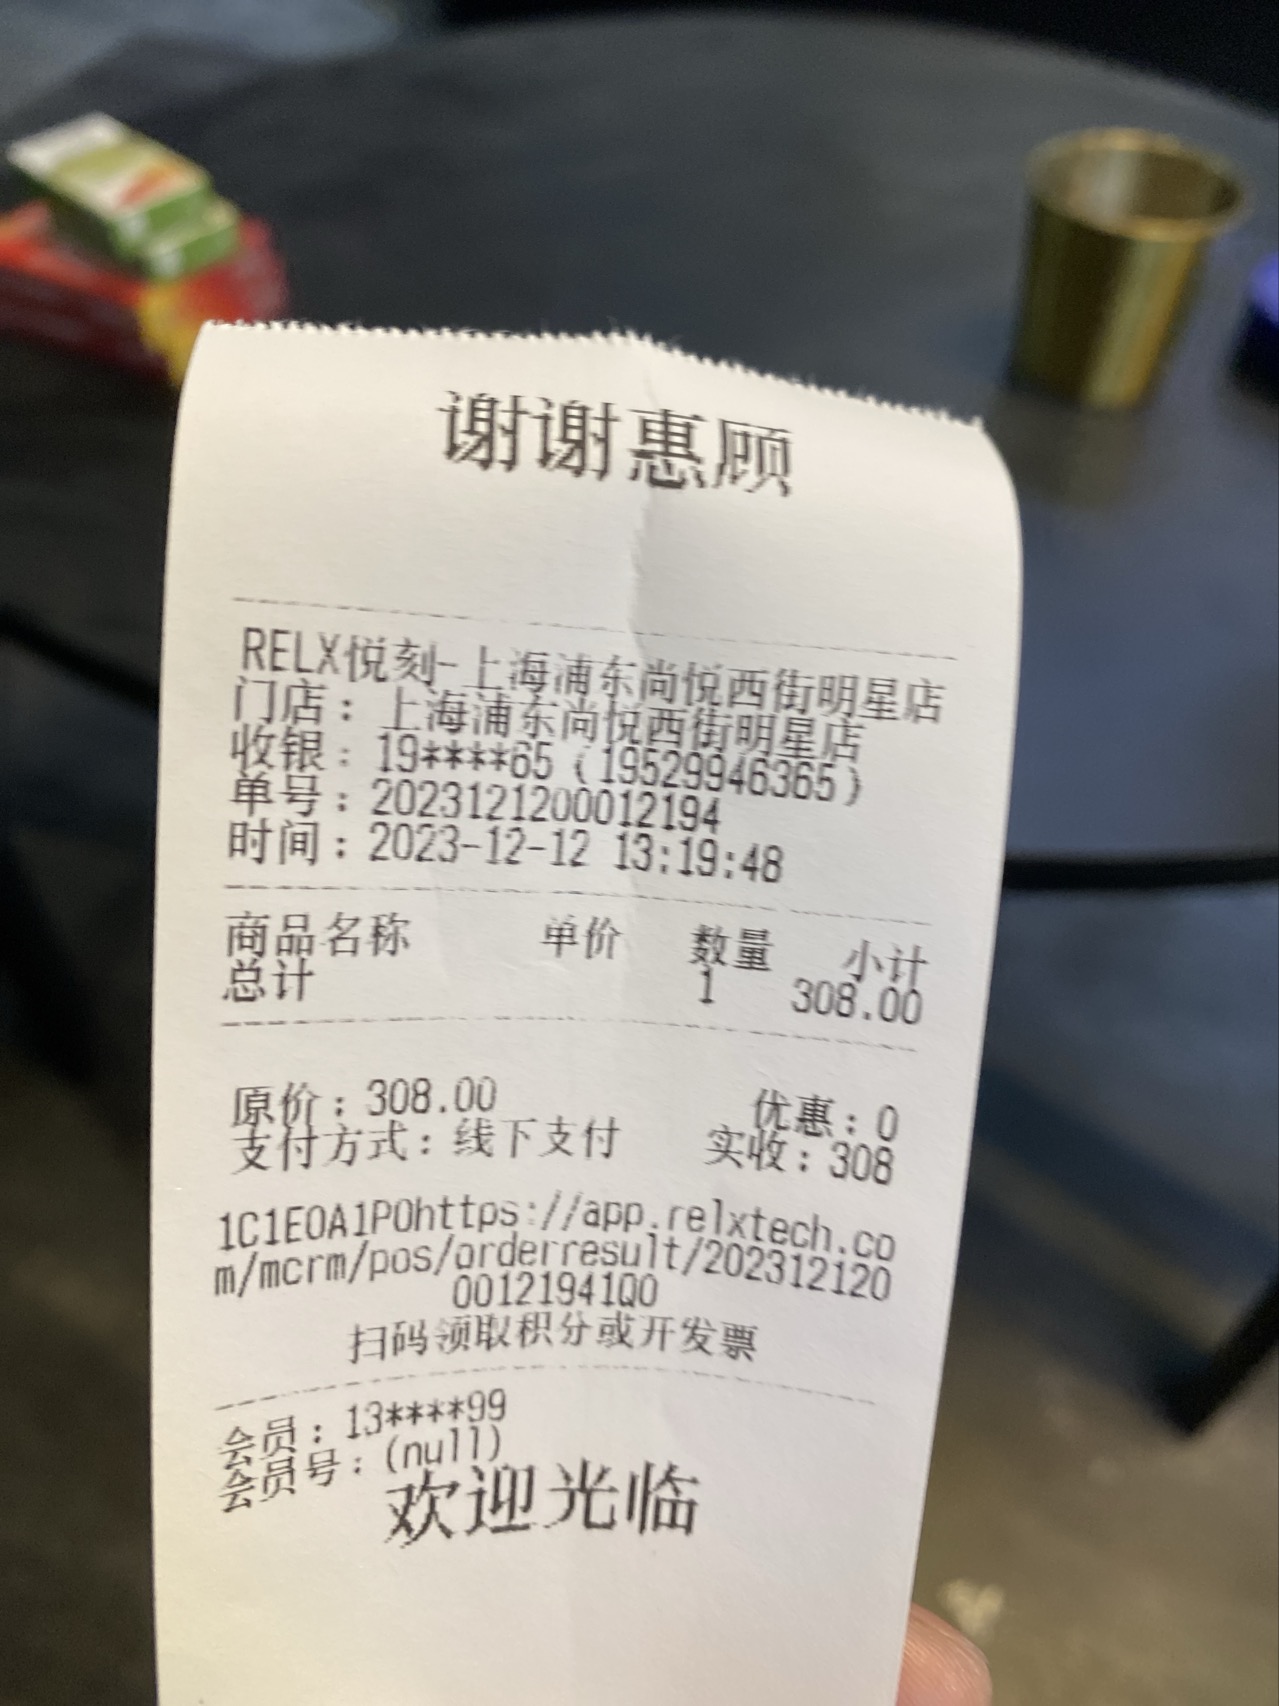 谢谢惠顾
RELX悦刻-上海浦东尚悦西街明星店
门店：上海浦东尚悦西街明星店
收银：19****65（19529946365）
单号：2023121200012194
时间：2023-12-12 13:19:48
商品名称 单价 数量 小计
总计 1 308.00
原价：308.00 优惠：0
支付方式：线下支付 实收：308
1C1E0A1P0https://app.relxtech.co
m/mcrm/pos/orderresult/202312120
00121941Q0
扫码领取积分或开发票
会员：13****99
会员号：(null)
欢迎光临